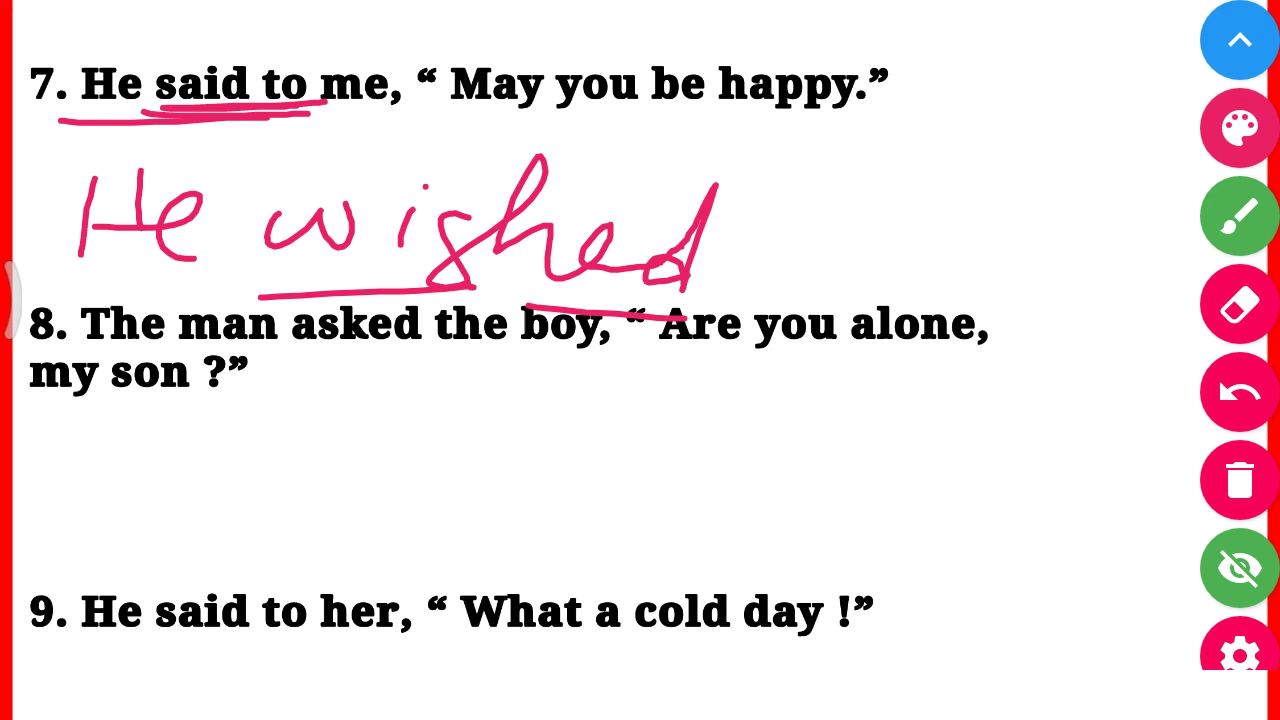 7. He said to me, “ May you be happy.”
He wished
8. The man asked the boy, “ Are you alone,
my son ?”
9. He said to her, “ What a cold day !”